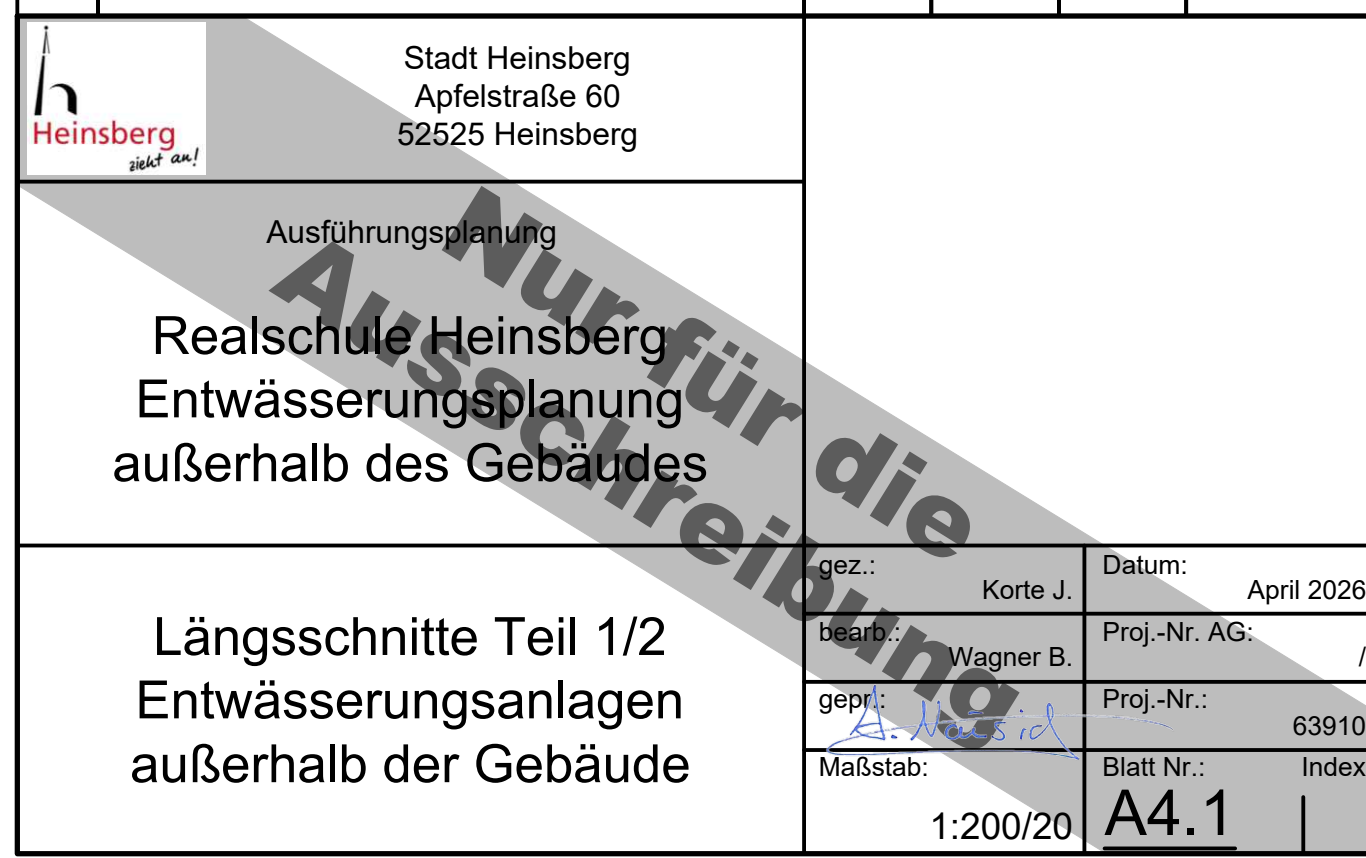 Heinsberg
zieht an!
Stadt Heinsberg
Apfelstraße 60
52525 Heinsberg
Ausführungsplanung
Realschule Heinsberg
Entwässerungsplanung
außerhalb des Gebäudes
Nur für die
Ausschreibung
Längsschnitte Teil 1/2
Entwässerungsanlagen
außerhalb der Gebäude
gez.:
Korte J.
Datum:
April 2026
bearb.:
Wagner B.
Proj.-Nr. AG:
/
gepr.:
Proj.-Nr.:
63910
Maßstab:
1:200/20
Blatt Nr.: Index
A4.1